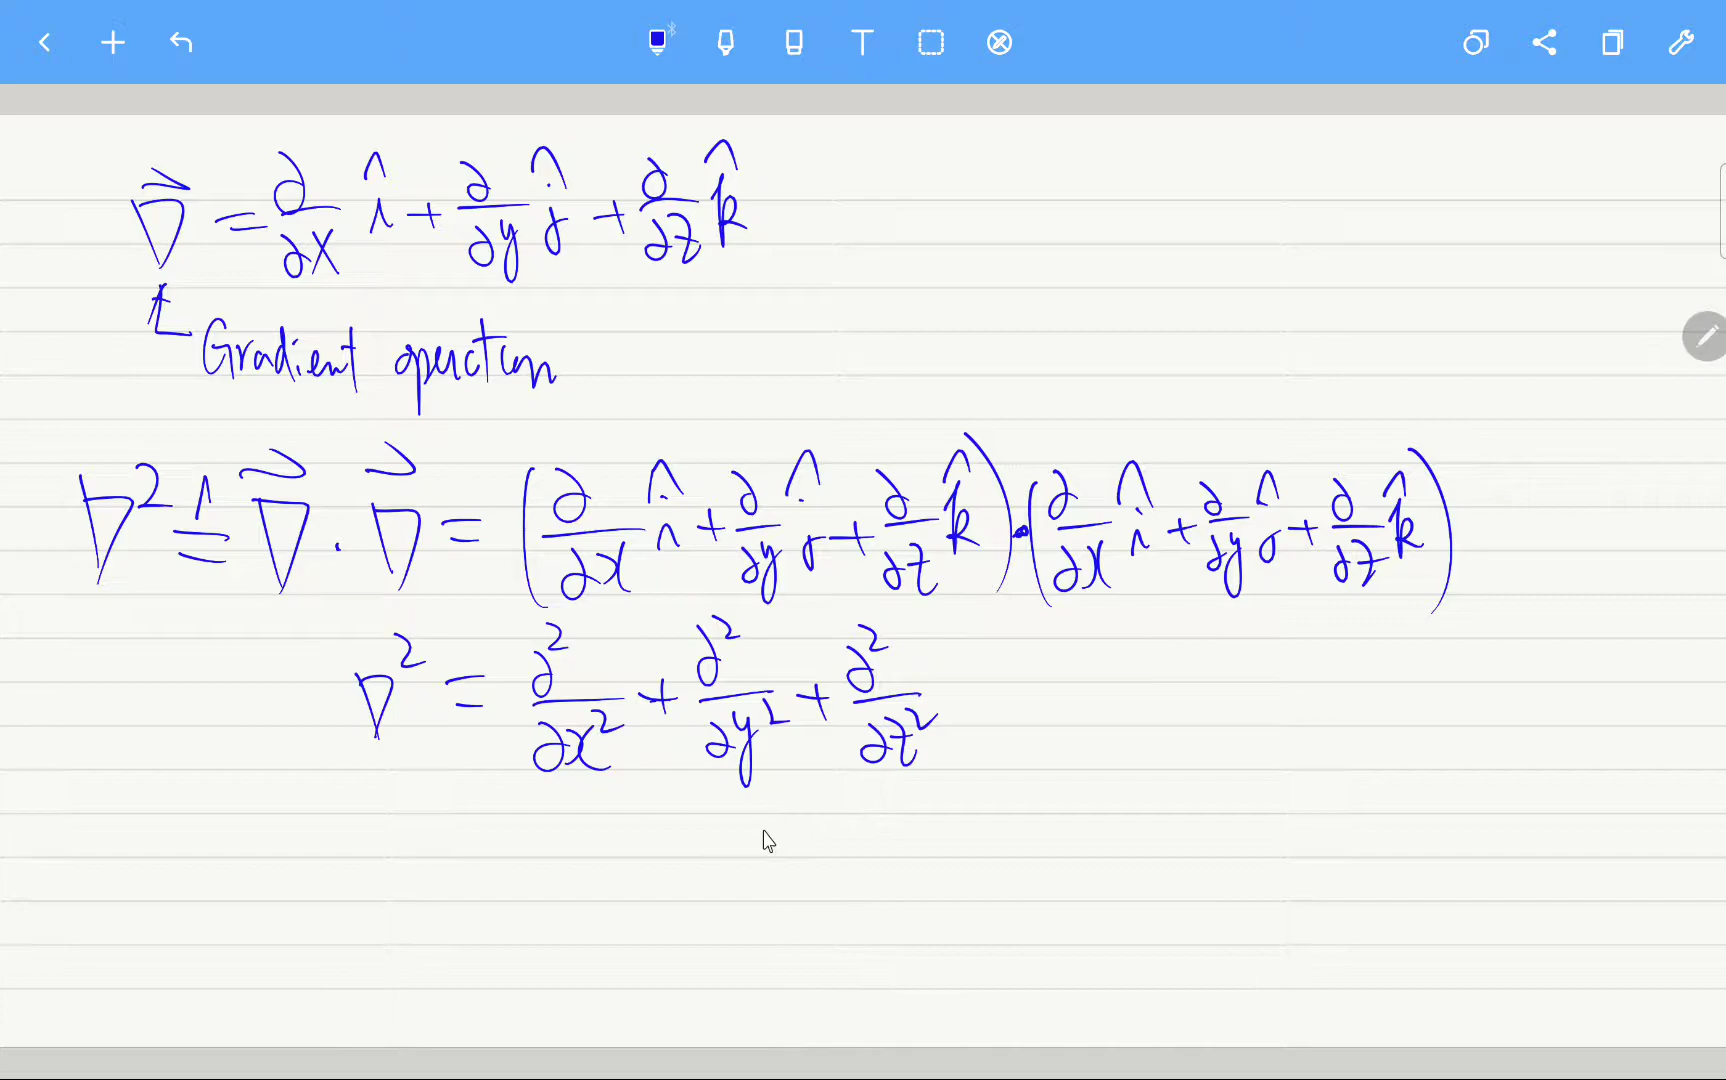 ∇⃗ = ∂/∂x î + ∂/∂y ĵ + ∂/∂z k̂
Gradient operation
∇² ≙ ∇⃗ . ∇⃗ = (∂/∂x î + ∂/∂y ĵ + ∂/∂z k̂) · (∂/∂x î + ∂/∂y ĵ + ∂/∂z k̂)
∇² = ∂²/∂x² + ∂²/∂y² + ∂²/∂z²